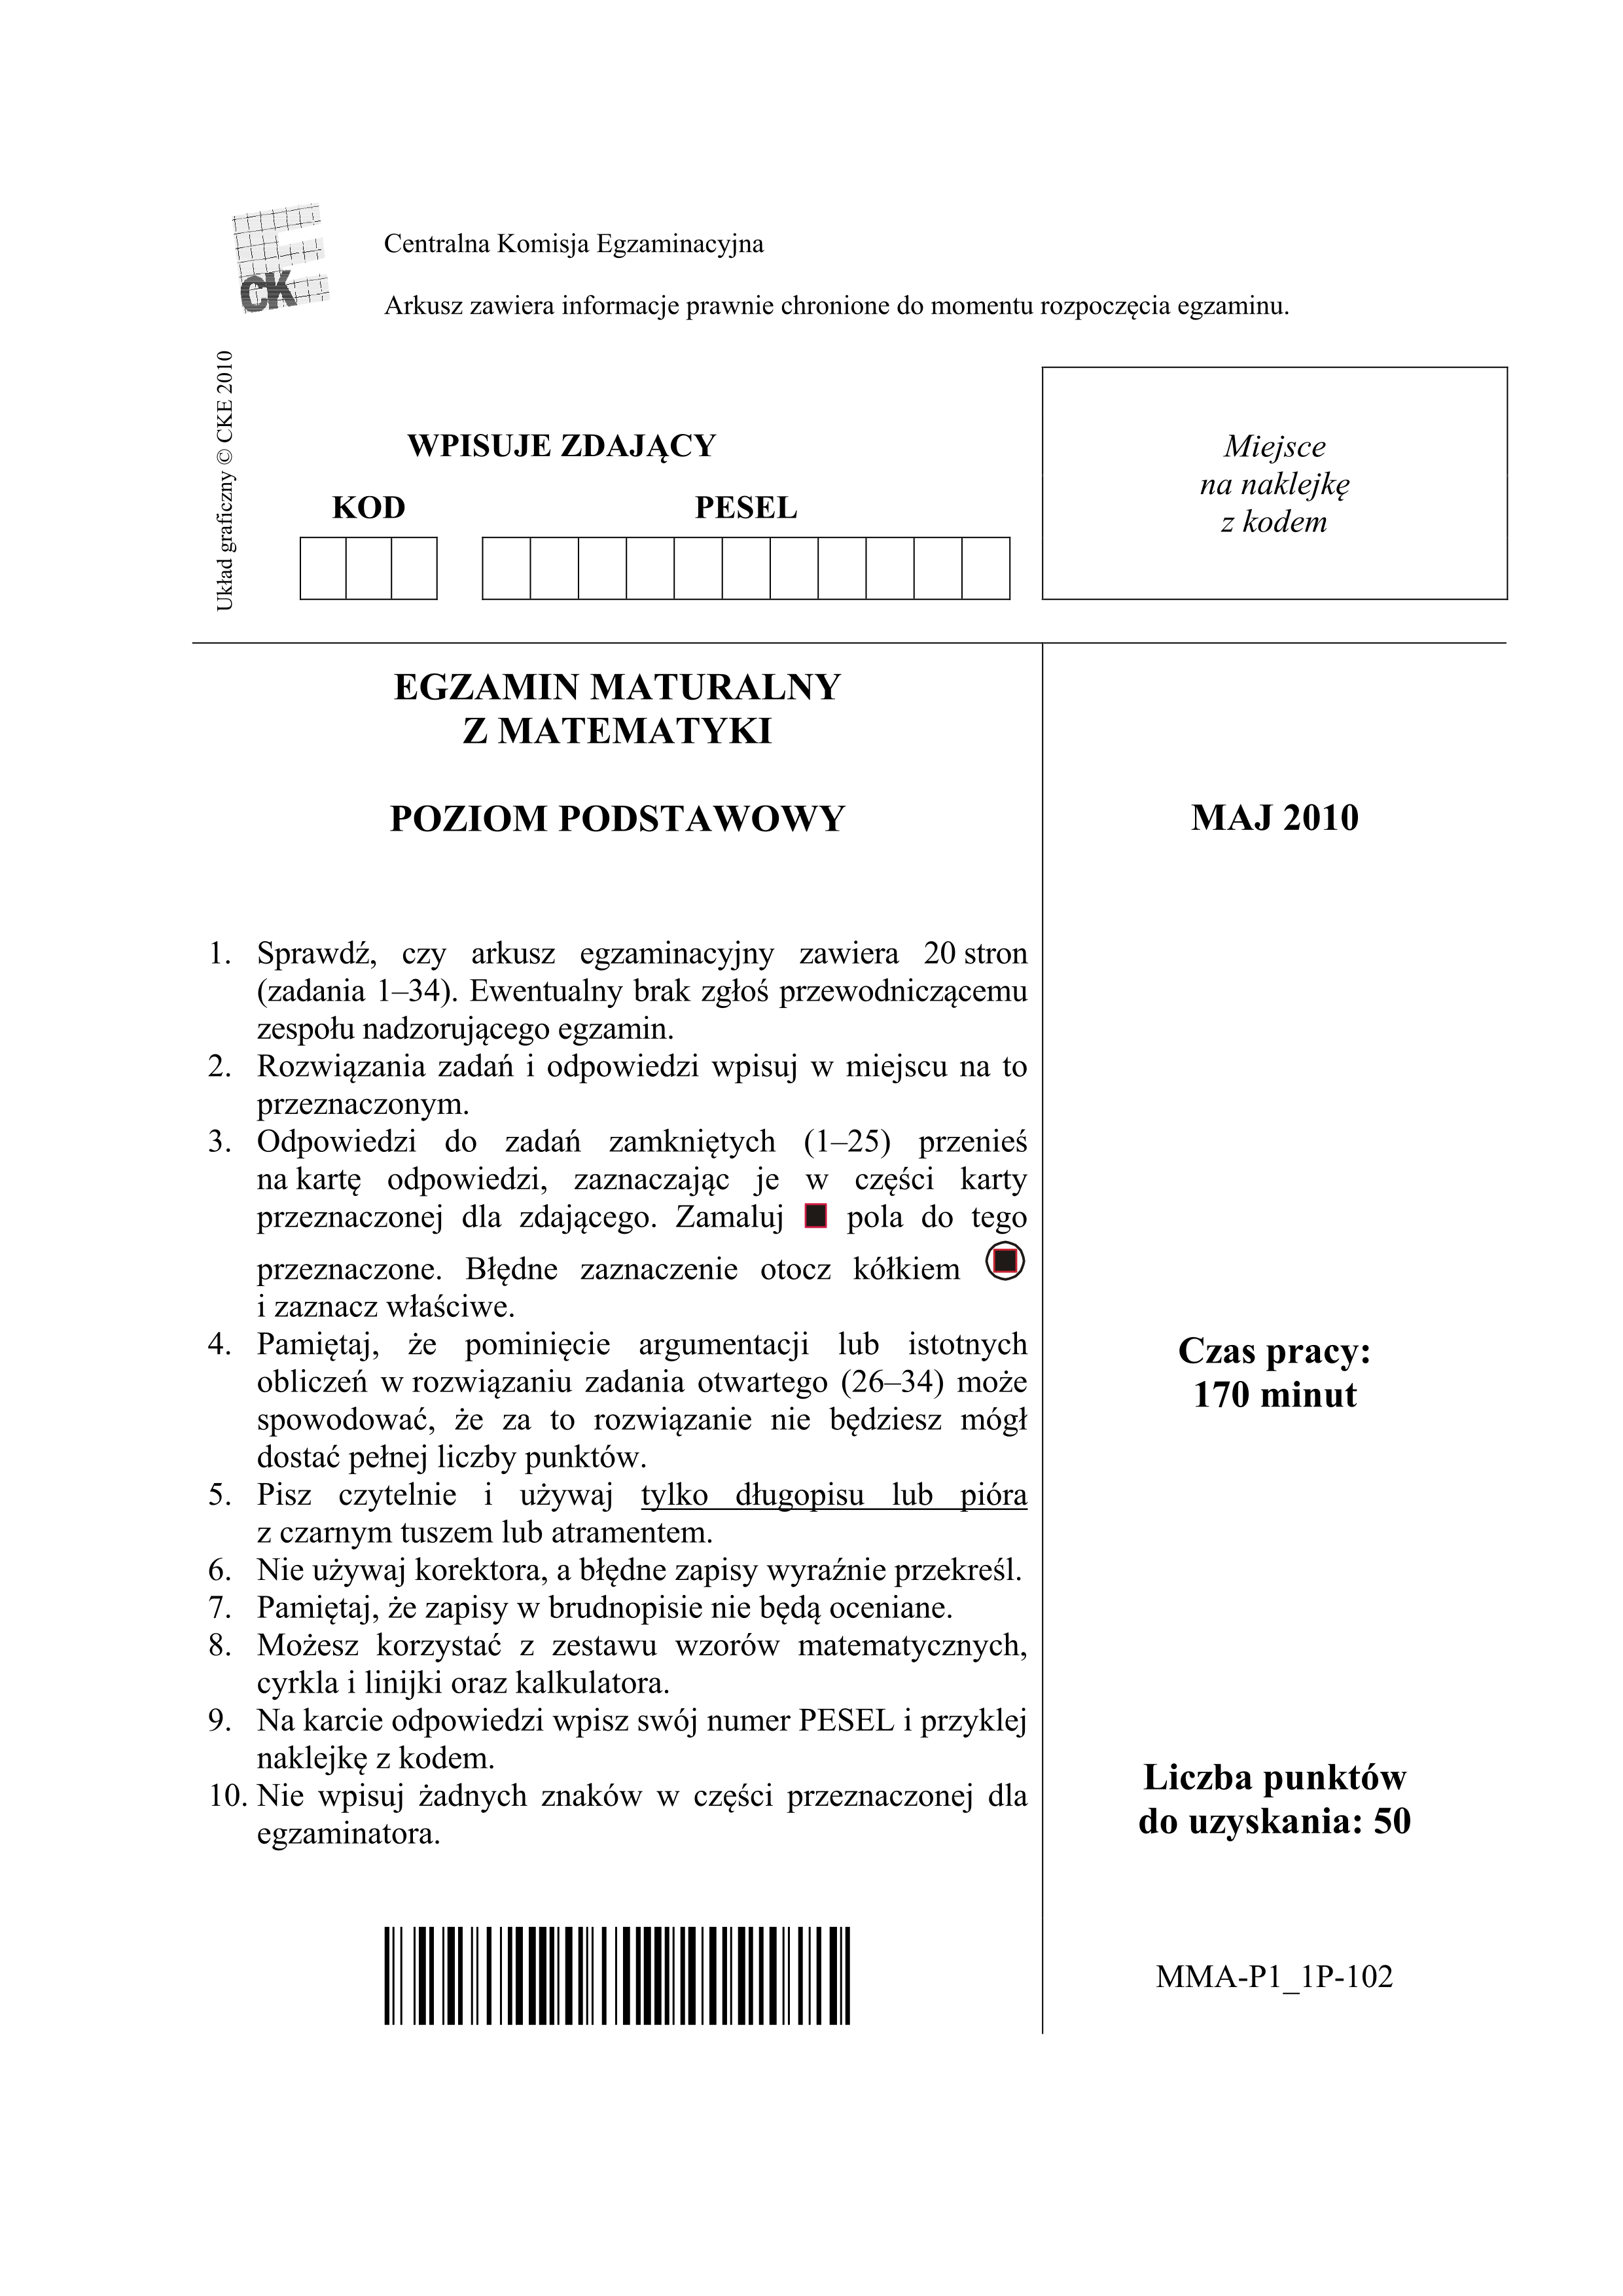 CKE
Centralna Komisja Egzaminacyjna
Arkusz zawiera informacje prawnie chronione do momentu rozpoczęcia egzaminu.
Układ graficzny © CKE 2010
WPISUJE ZDAJĄCY
KOD
PESEL
Miejsce
na naklejkę
z kodem
EGZAMIN MATURALNY
Z MATEMATYKI
POZIOM PODSTAWOWY
1. Sprawdź, czy arkusz egzaminacyjny zawiera 20 stron
(zadania 1–34). Ewentualny brak zgłoś przewodniczącemu
zespołu nadzorującego egzamin.
2. Rozwiązania zadań i odpowiedzi wpisuj w miejscu na to
przeznaczonym.
3. Odpowiedzi do zadań zamkniętych (1–25) przenieś
na kartę odpowiedzi, zaznaczając je w części karty
przeznaczonej dla zdającego. Zamaluj pola do tego
przeznaczone. Błędne zaznaczenie otocz kółkiem
i zaznacz właściwe.
4. Pamiętaj, że pominięcie argumentacji lub istotnych
obliczeń w rozwiązaniu zadania otwartego (26–34) może
spowodować, że za to rozwiązanie nie będziesz mógł
dostać pełnej liczby punktów.
5. Pisz czytelnie i używaj tylko długopisu lub pióra
z czarnym tuszem lub atramentem.
6. Nie używaj korektora, a błędne zapisy wyraźnie przekreśl.
7. Pamiętaj, że zapisy w brudnopisie nie będą oceniane.
8. Możesz korzystać z zestawu wzorów matematycznych,
cyrkla i linijki oraz kalkulatora.
9. Na karcie odpowiedzi wpisz swój numer PESEL i przyklej
naklejkę z kodem.
10. Nie wpisuj żadnych znaków w części przeznaczonej dla
egzaminatora.
MAJ 2010
Czas pracy:
170 minut
Liczba punktów
do uzyskania: 50
MMA-P1_1P-102